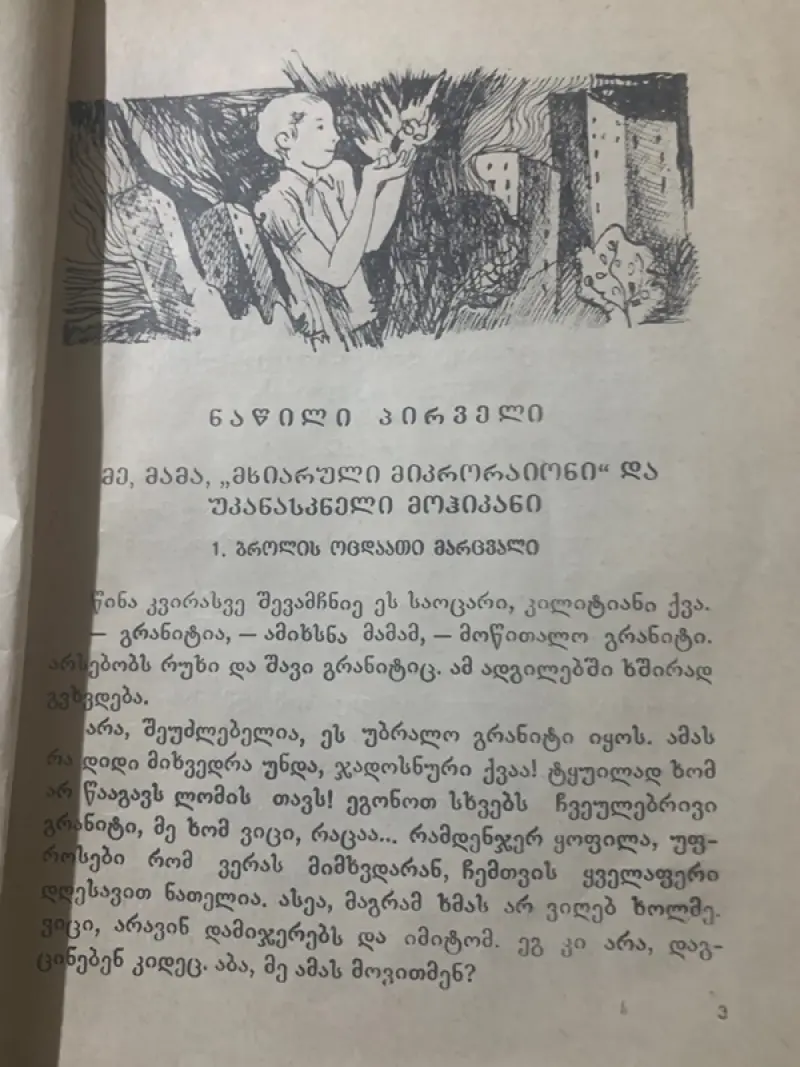 ნაწილი პირველი
მე, მამა, „მხიარული მიკრორაიონი“ და
უკანასკნელი მოჰიკანი
1. ბროლის ოცდაათი მარცვალი
წინა კვირასვე შევამჩნიე ეს საოცარი, კილიტიანი ქვა.
— გრანიტია, — ამიხსნა მამამ, — მოწითალო გრანიტი.
არსებობს რუხი და შავი გრანიტიც. ამ ადგილებში ხშირად
გვხვდება.
არა, შეუძლებელია, ეს უბრალო გრანიტი იყოს. ამას
რა დიდი მიხვედრა უნდა, ჯადოსნური ქვაა! ტყუილად ხომ
არ წააგავს ლომის თავს! ეგონოთ სხვებს ჩვეულებრივი
გრანიტი, მე ხომ ვიცი, რაცაა... რამდენჯერ ყოფილა, უფ-
როსები რომ ვერას მიმხვდარან, ჩემთვის ყველაფერი
დღესავით ნათელია. ასეა, მაგრამ ხმას არ ვიღებ ხოლმე.
ვიცი, არავინ დამიჯერებს და იმიტომ. ეგ კი არა, დაგ-
ცინებენ კიდეც. აბა, მე ამას მოვითმენ?
3